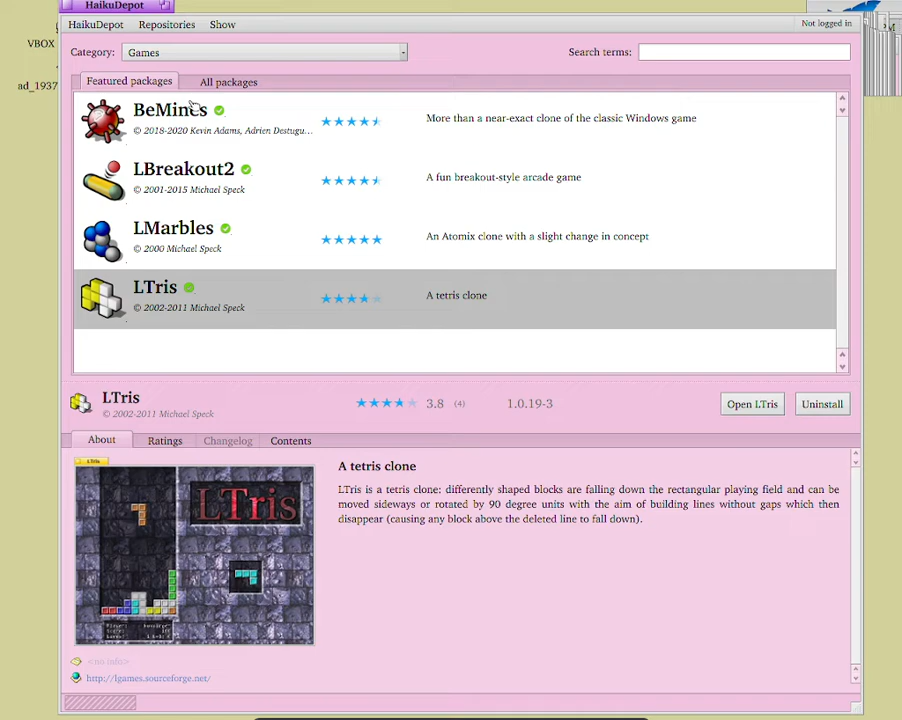 HaikuDepot
HaikuDepot Repositories Show Not logged in
VBOX
ad_1937
Category: Games Search terms:
Featured packages All packages
BeMines
© 2018-2020 Kevin Adams, Adrien Destugu...
More than a near-exact clone of the classic Windows game
LBreakout2
© 2001-2015 Michael Speck
A fun breakout-style arcade game
LMarbles
© 2000 Michael Speck
An Atomix clone with a slight change in concept
LTris
© 2002-2011 Michael Speck
A tetris clone
LTris
© 2002-2011 Michael Speck
3.8 (4) 1.0.19-3 Open LTris Uninstall
About Ratings Changelog Contents
LTris
LTris
A tetris clone
LTris is a tetris clone: differently shaped blocks are falling down the rectangular playing field and can be
moved sideways or rotated by 90 degree units with the aim of building lines without gaps which then
disappear (causing any block above the deleted line to fall down).
<no info>
http://lgames.sourceforge.net/